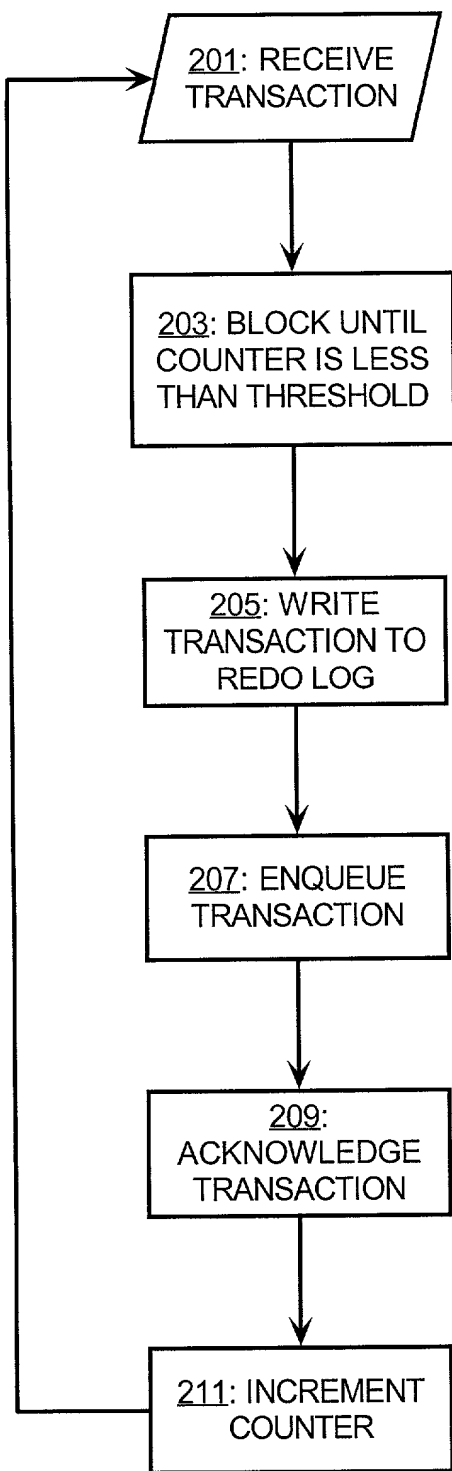 201: RECEIVE
TRANSACTION
203: BLOCK UNTIL
COUNTER IS LESS
THAN THRESHOLD
205: WRITE
TRANSACTION TO
REDO LOG
207: ENQUEUE
TRANSACTION
209:
ACKNOWLEDGE
TRANSACTION
211: INCREMENT
COUNTER